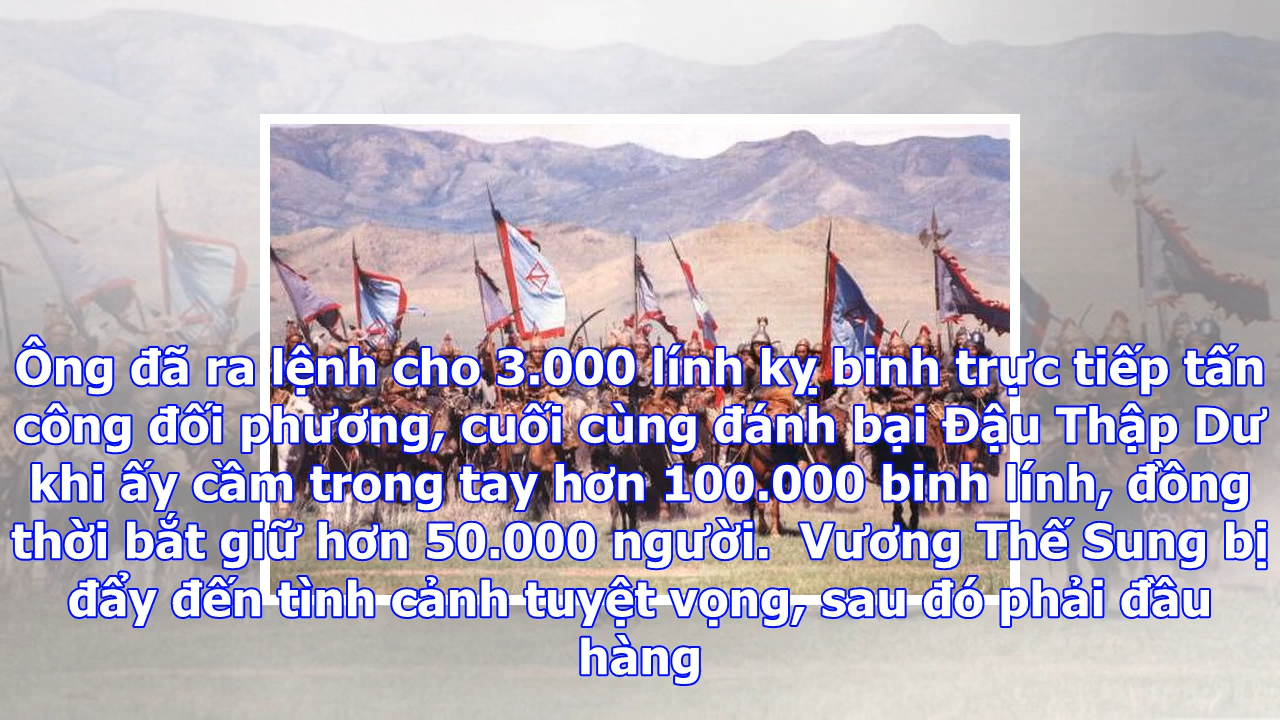 Ông đã ra lệnh cho 3.000 lính kỵ binh trực tiếp tấn
công đối phương, cuối cùng đánh bại Đậu Thập Dư
khi ấy cầm trong tay hơn 100.000 binh lính, đồng
thời bắt giữ hơn 50.000 người.  Vương Thế Sung bị
đẩy đến tình cảnh tuyệt vọng, sau đó phải đầu
hàng